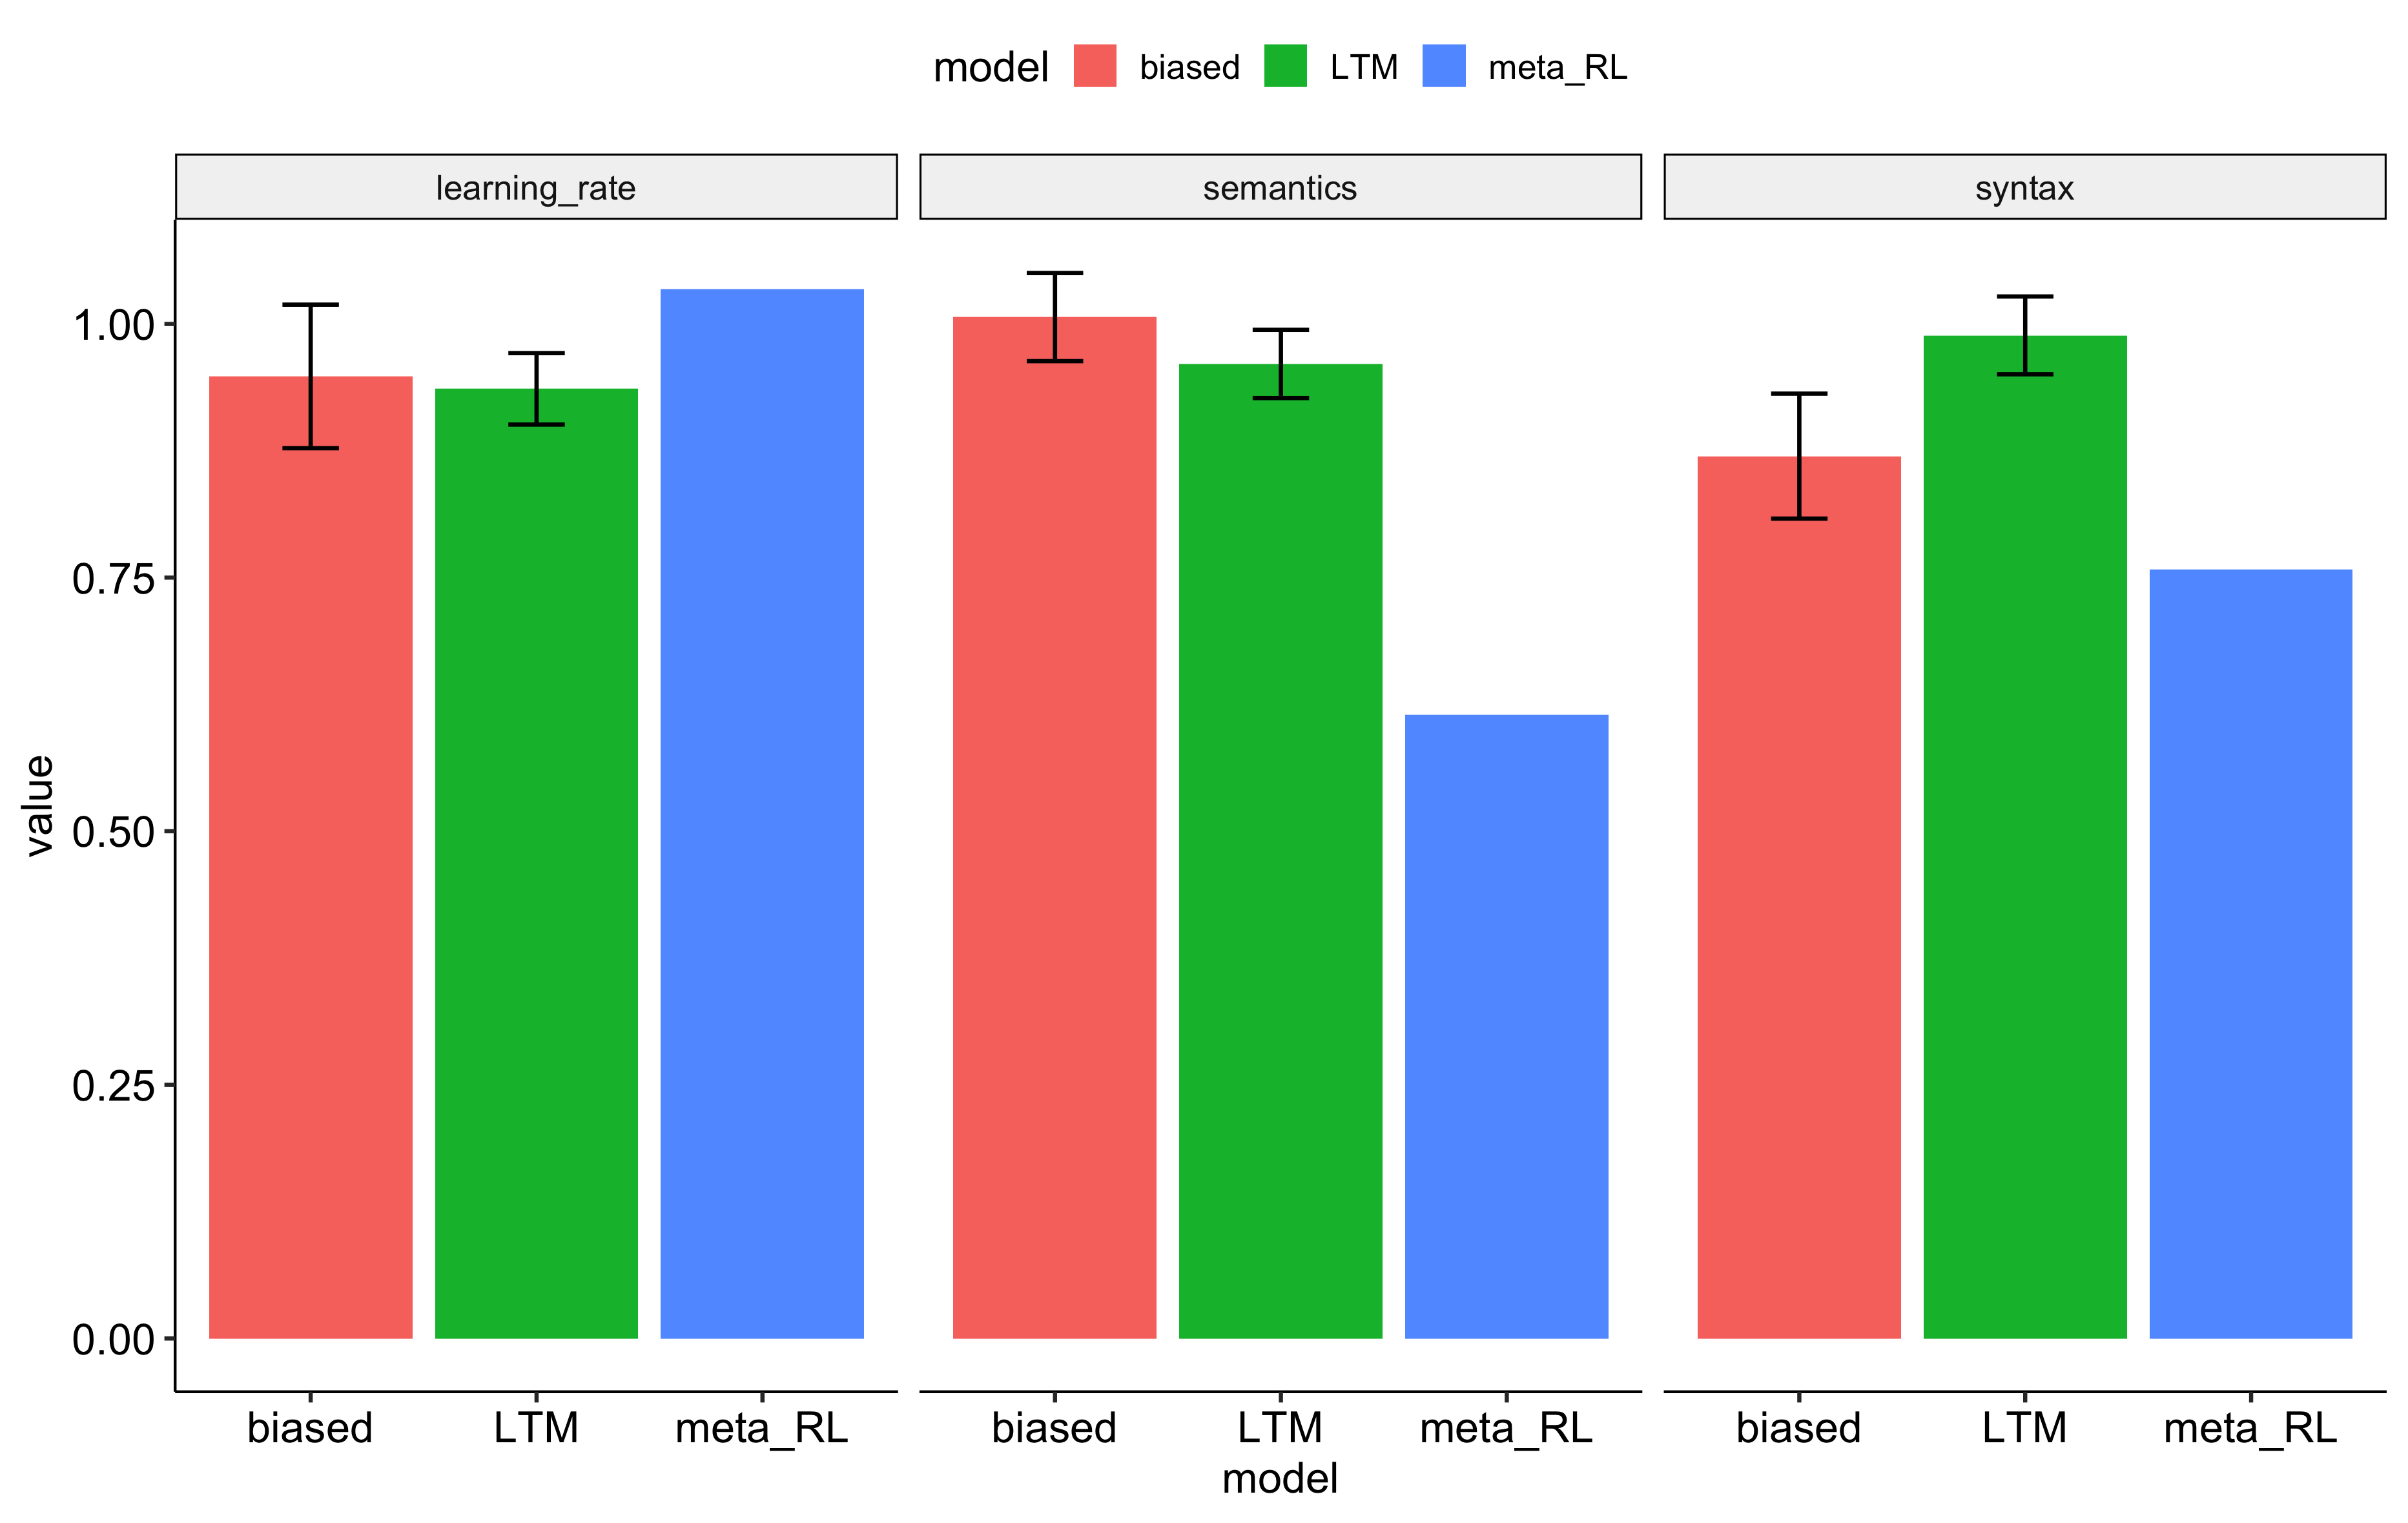 model biased LTM meta_RL
learning_rate semantics syntax
1.00
0.75
0.50
0.25
0.00
value
biased LTM meta_RL biased LTM meta_RL biased LTM meta_RL
model